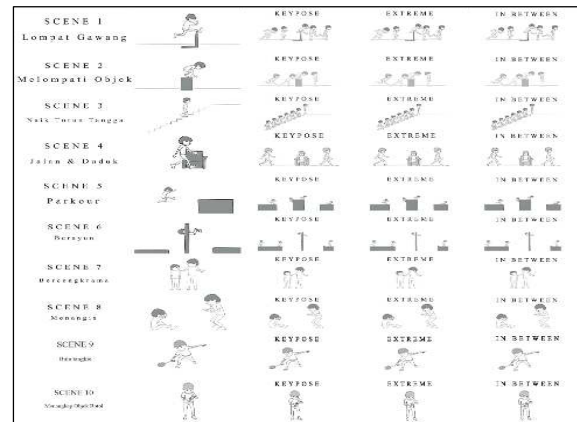 SCENE 1
Lompat Gawang
KEYPOSE
EXTREME
IN BETWEEN
SCENE 2
Melompati Objek
KEYPOSE
EXTREME
IN BETWEEN
SCENE 3
Naik Turun Tangga
KEYPOSE
EXTREME
IN BETWEEN
SCENE 4
Jalan & Duduk
KEYPOSE
EXTREME
IN BETWEEN
SCENE 5
Parkour
KEYPOSE
EXTREME
IN BETWEEN
SCENE 6
Berayun
KEYPOSE
EXTREME
IN BETWEEN
SCENE 7
Bercengkrama
KEYPOSE
EXTREME
IN BETWEEN
SCENE 8
Menangis
KEYPOSE
EXTREME
IN BETWEEN
SCENE 9
KEYPOSE
EXTREME
IN BETWEEN
SCENE 10
KEYPOSE
EXTREME
IN BETWEEN